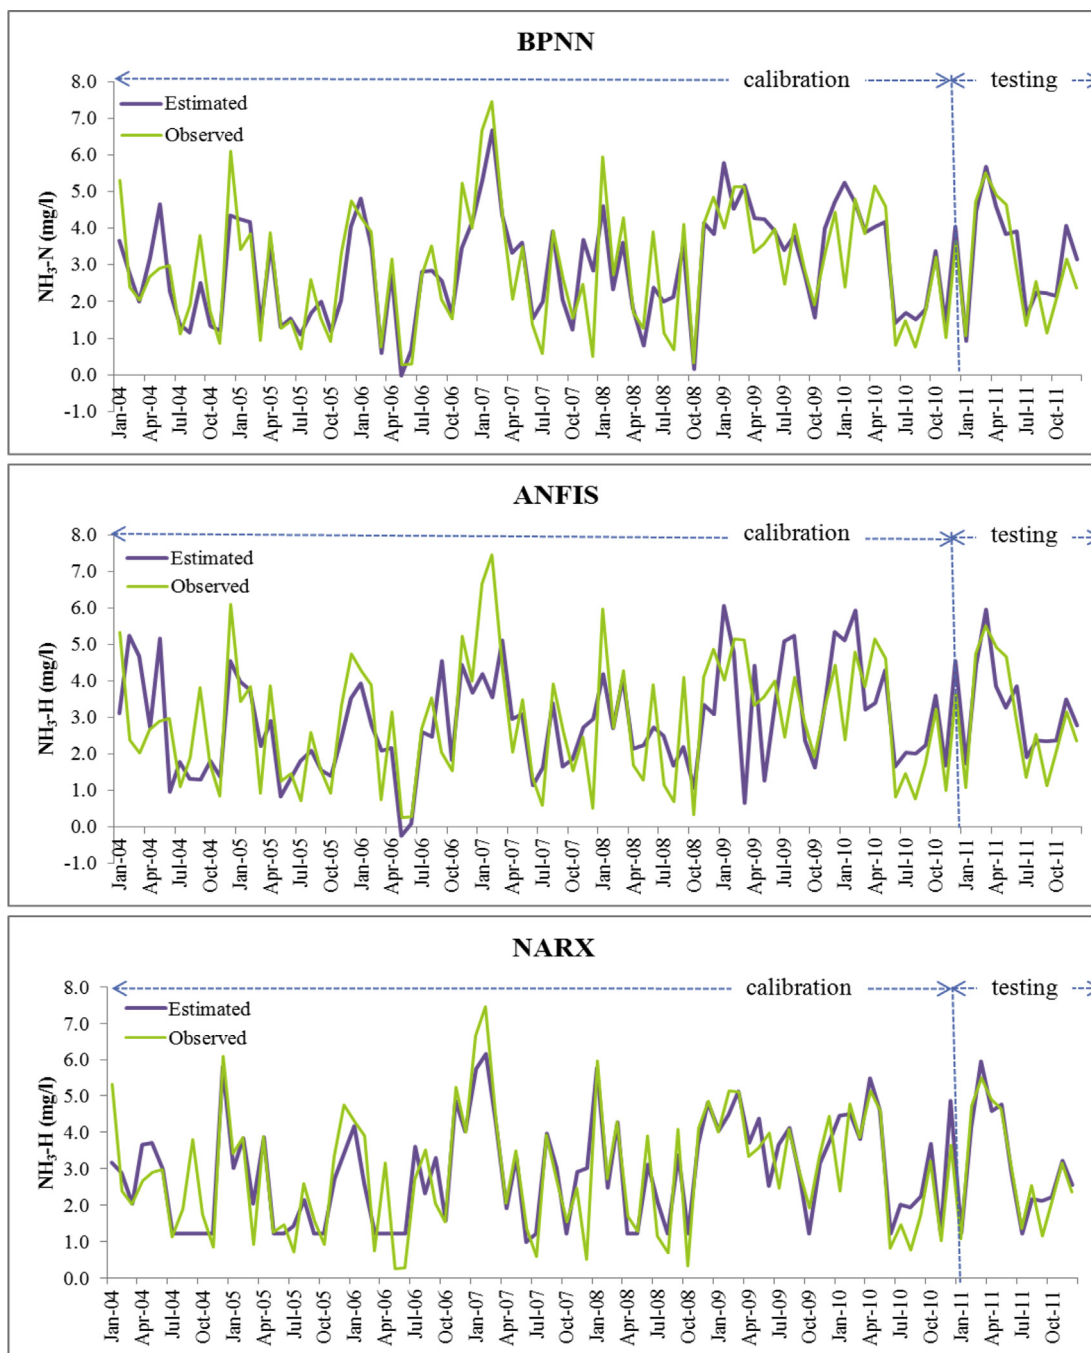 BPNN
calibration
testing
8.0
7.0
6.0
5.0
4.0
3.0
2.0
1.0
0.0
-1.0
NH₃-N (mg/l)
Estimated
Observed
Jan-04
Apr-04
Jul-04
Oct-04
Jan-05
Apr-05
Jul-05
Oct-05
Jan-06
Apr-06
Jul-06
Oct-06
Jan-07
Apr-07
Jul-07
Oct-07
Jan-08
Apr-08
Jul-08
Oct-08
Jan-09
Apr-09
Jul-09
Oct-09
Jan-10
Apr-10
Jul-10
Oct-10
Jan-11
Apr-11
Jul-11
Oct-11
ANFIS
calibration
testing
8.0
7.0
6.0
5.0
4.0
3.0
2.0
1.0
0.0
-1.0
NH₃-H (mg/l)
Estimated
Observed
Jan-04
Apr-04
Jul-04
Oct-04
Jan-05
Apr-05
Jul-05
Oct-05
Jan-06
Apr-06
Jul-06
Oct-06
Jan-07
Apr-07
Jul-07
Oct-07
Jan-08
Apr-08
Jul-08
Oct-08
Jan-09
Apr-09
Jul-09
Oct-09
Jan-10
Apr-10
Jul-10
Oct-10
Jan-11
Apr-11
Jul-11
Oct-11
NARX
calibration
testing
8.0
7.0
6.0
5.0
4.0
3.0
2.0
1.0
0.0
NH₃-H (mg/l)
Estimated
Observed
Jan-04
Apr-04
Jul-04
Oct-04
Jan-05
Apr-05
Jul-05
Oct-05
Jan-06
Apr-06
Jul-06
Oct-06
Jan-07
Apr-07
Jul-07
Oct-07
Jan-08
Apr-08
Jul-08
Oct-08
Jan-09
Apr-09
Jul-09
Oct-09
Jan-10
Apr-10
Jul-10
Oct-10
Jan-11
Apr-11
Jul-11
Oct-11